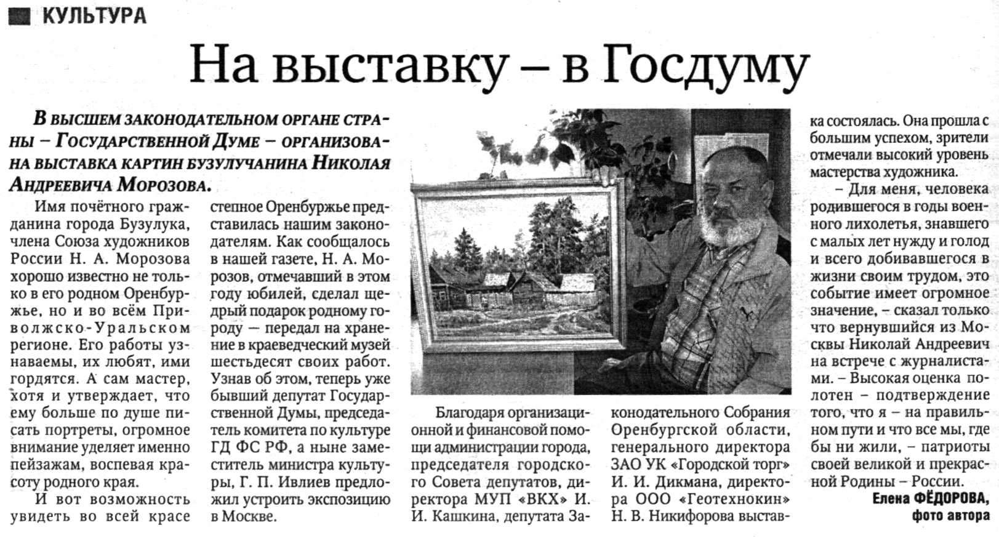 КУЛЬТУРА
На выставку – в Госдуму
В высшем законодательном органе стра-
ны – Государственной Думе – организова-
на выставка картин бузулучанина Николая
Андреевича Морозова.
Имя почётного граж-
данина города Бузулука,
члена Союза художников
России Н. А. Морозова
хорошо известно не толь-
ко в его родном Оренбур-
жье, но и во всём При-
волжско-Уральском
регионе. Его работы уз-
наваемы, их любят, ими
гордятся. А сам мастер,
хотя и утверждает, что
ему больше по душе пи-
сать портреты, огромное
внимание уделяет именно
пейзажам, воспевая кра-
соту родного края.
И вот возможность
увидеть во всей красе
степное Оренбуржье пред-
ставилась нашим законо-
дателям. Как сообщалось
в нашей газете, Н. А. Мо-
розов, отмечавший в этом
году юбилей, сделал ще-
дрый подарок родному го-
роду — передал на хране-
ние в краеведческий музей
шестьдесят своих работ.
Узнав об этом, теперь уже
бывший депутат Государ-
ственной Думы, председа-
тель комитета по культуре
ГД ФС РФ, а ныне заме-
ститель министра культу-
ры, Г. П. Ивлиев предло-
жил устроить экспозицию
в Москве.
Благодаря организаци-
онной и финансовой помо-
щи администрации города,
председателя городско-
го Совета депутатов, ди-
ректора МУП «ВКХ» И.
И. Кашкина, депутата За-
конодательного Собрания
Оренбургской области,
генерального директора
ЗАО УК «Городской торг»
И. И. Дикмана, директо-
ра ООО «Геотехнокин»
Н. В. Никифорова выстав-
ка состоялась. Она прошла с
большим успехом, зрители
отмечали высокий уровень
мастерства художника.
– Для меня, человека
родившегося в годы воен-
ного лихолетья, знавшего
с малых лет нужду и голод
и всего добивавшегося в
жизни своим трудом, это
событие имеет огромное
значение, – сказал только
что вернувшийся из Мо-
сквы Николай Андреевич
на встрече с журналиста-
ми. – Высокая оценка по-
лотен – подтверждение
того, что я – на правиль-
ном пути и что все мы, где
бы ни жили, – патриоты
своей великой и прекрас-
ной Родины – России.
Елена ФЁДОРОВА,
фото автора